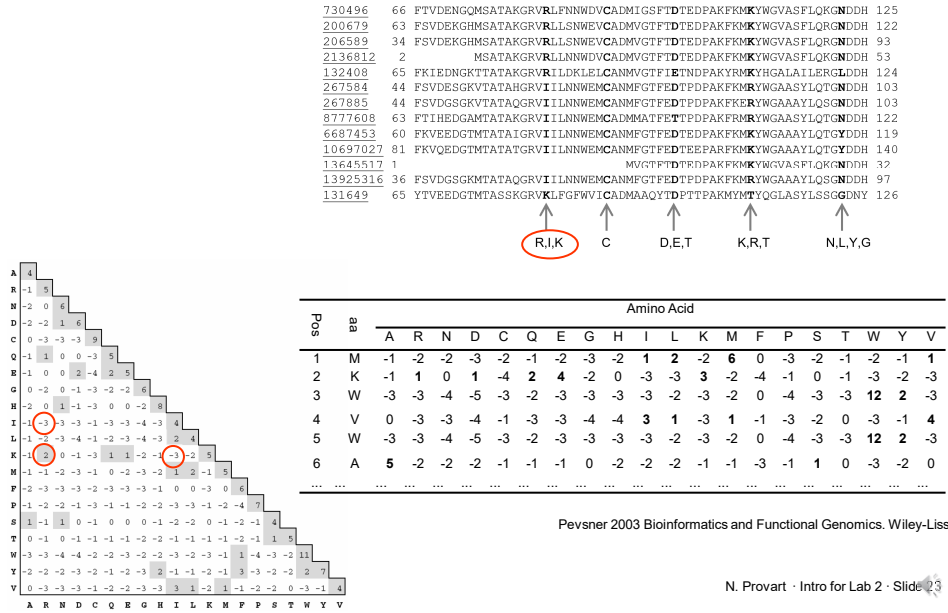 730496 66 FTVDENGQMSATAKGRVRLFNNWDVCADMIGSFTDTEDPAKFKMKYWGVASFLQKGNDDH 125
200679 63 FSVDEKGHMSATAKGRVRLLSNWEVCADMVGTFTDTEDPAKFKMKYWGVASFLQRGNDDH 122
206589 34 FSVDEKGHMSATAKGRVRLLSNWEVCADMVGTFTDTEDPAKFKMKYWGVASFLQRGNDDH 93
2136812 2 MSATAKGRVRLLNNWDVCADMVGTFTDTEDPAKFKMKYWGVASFLQKGNDDH 53
132408 65 FKIEDNGKTTATAKGRVRILDKLELCANMVGTFIETNDPAKYRMKYHGALAILERGLDDH 124
267584 44 FSVDESGKVTATAHGRVIILNNWEMCANMFGTFEDTPDPAKFKMRYWGAASYLQTGNDDH 103
267885 44 FSVDGSGKVTATAQGRVIILNNWEMCANMFGTFEDTPDPAKFKMRYWGAAAYLQTGNDDH 103
8777608 63 FTIHEDGAMTATAKGRVIILNNWEMCADMMATFETTPDPAKFRMRYWGAASYLQTGNDDH 122
6687453 60 FKVEEDGTMTATAIGRVIILNNWEMCANMFGTFEDTEDPAKFKMKYWGAAAYLQTGYDDH 119
10697027 81 FKVQEDGTMTATATGRVIILNNWEMCANMFGTFEDTEEPARFKMKYWGAAAYLQTGYDDH 140
13645517 1 MVGTFTDTEDPAKFKMKYWGVASFLQKGNDDH 32
13925316 36 FSVDGSGKMTATAQGRVIILNNWEMCANMFGTFEDTPDPAKFKMRYWGAASYLQTGNDDH 97
131649 65 YTVEEDGTMTASSKGRVKLFGFWVICADMAAQYTDPTTPAKMYMTYQGLASYLSSGGDNY 126
R,I,K C D,E,T K,R,T N,L,Y,G
A 4
R -1 5
N -2 0 6
D -2 -2 1 6
C 0 -3 -3 -3 9
Q -1 1 0 0 -3 5
E -1 0 0 2 -4 2 5
G 0 -2 0 -1 -3 -2 -2 6
H -2 0 1 -1 -3 0 0 -2 8
I -1 -3 -3 -3 -1 -3 -3 -4 -3 4
L -1 -2 -3 -4 -1 -2 -3 -4 -3 2 4
K -1 2 0 -1 -3 1 1 -2 -1 -3 -2 5
M -1 -2 -2 -3 -1 0 -2 -3 -2 1 2 -1 5
F -2 -3 -3 -3 -2 -3 -3 -3 -1 0 0 -3 0 6
P -1 -2 -2 -1 -3 -1 -1 -2 -2 -3 -3 -1 -2 -4 7
S 1 -1 1 0 -1 0 0 0 -1 -2 -2 0 -1 -2 -1 4
T 0 -1 0 -1 -1 -1 -1 -2 -2 -1 -1 -1 -1 -2 -1 1 5
W -3 -3 -4 -4 -2 -2 -3 -2 -2 -3 -2 -3 -1 1 -4 -3 -2 11
Y -2 -2 -2 -3 -2 -1 -2 -3 2 -1 -1 -2 -1 3 -3 -2 -2 2 7
V 0 -3 -3 -3 -1 -2 -2 -3 -3 3 1 -2 1 -1 -2 -2 0 -3 -1 4
A R N D C Q E G H I L K M F P S T W Y V
Amino Acid
Pos aa A R N D C Q E G H I L K M F P S T W Y V
1 M -1 -2 -2 -3 -2 -1 -2 -3 -2 1 2 -2 6 0 -3 -2 -1 -2 -1 1
2 K -1 1 0 1 -4 2 4 -2 0 -3 -3 3 -2 -4 -1 0 -1 -3 -2 -3
3 W -3 -3 -4 -5 -3 -2 -3 -3 -3 -3 -2 -3 -2 0 -4 -3 -3 12 2 -3
4 V 0 -3 -3 -4 -1 -3 -3 -4 -4 3 1 -3 1 -1 -3 -2 0 -3 -1 4
5 W -3 -3 -4 -5 -3 -2 -3 -3 -3 -3 -2 -3 -2 0 -4 -3 -3 12 2 -3
6 A 5 -2 -2 -2 -1 -1 -1 0 -2 -2 -2 -1 -1 -3 -1 1 0 -3 -2 0
... ... ... ... ... ... ... ... ... ... ... ... ... ... ... ... ... ... ... ... ... ...
Pevsner 2003 Bioinformatics and Functional Genomics. Wiley-Liss
N. Provart · Intro for Lab 2 · Slide 23